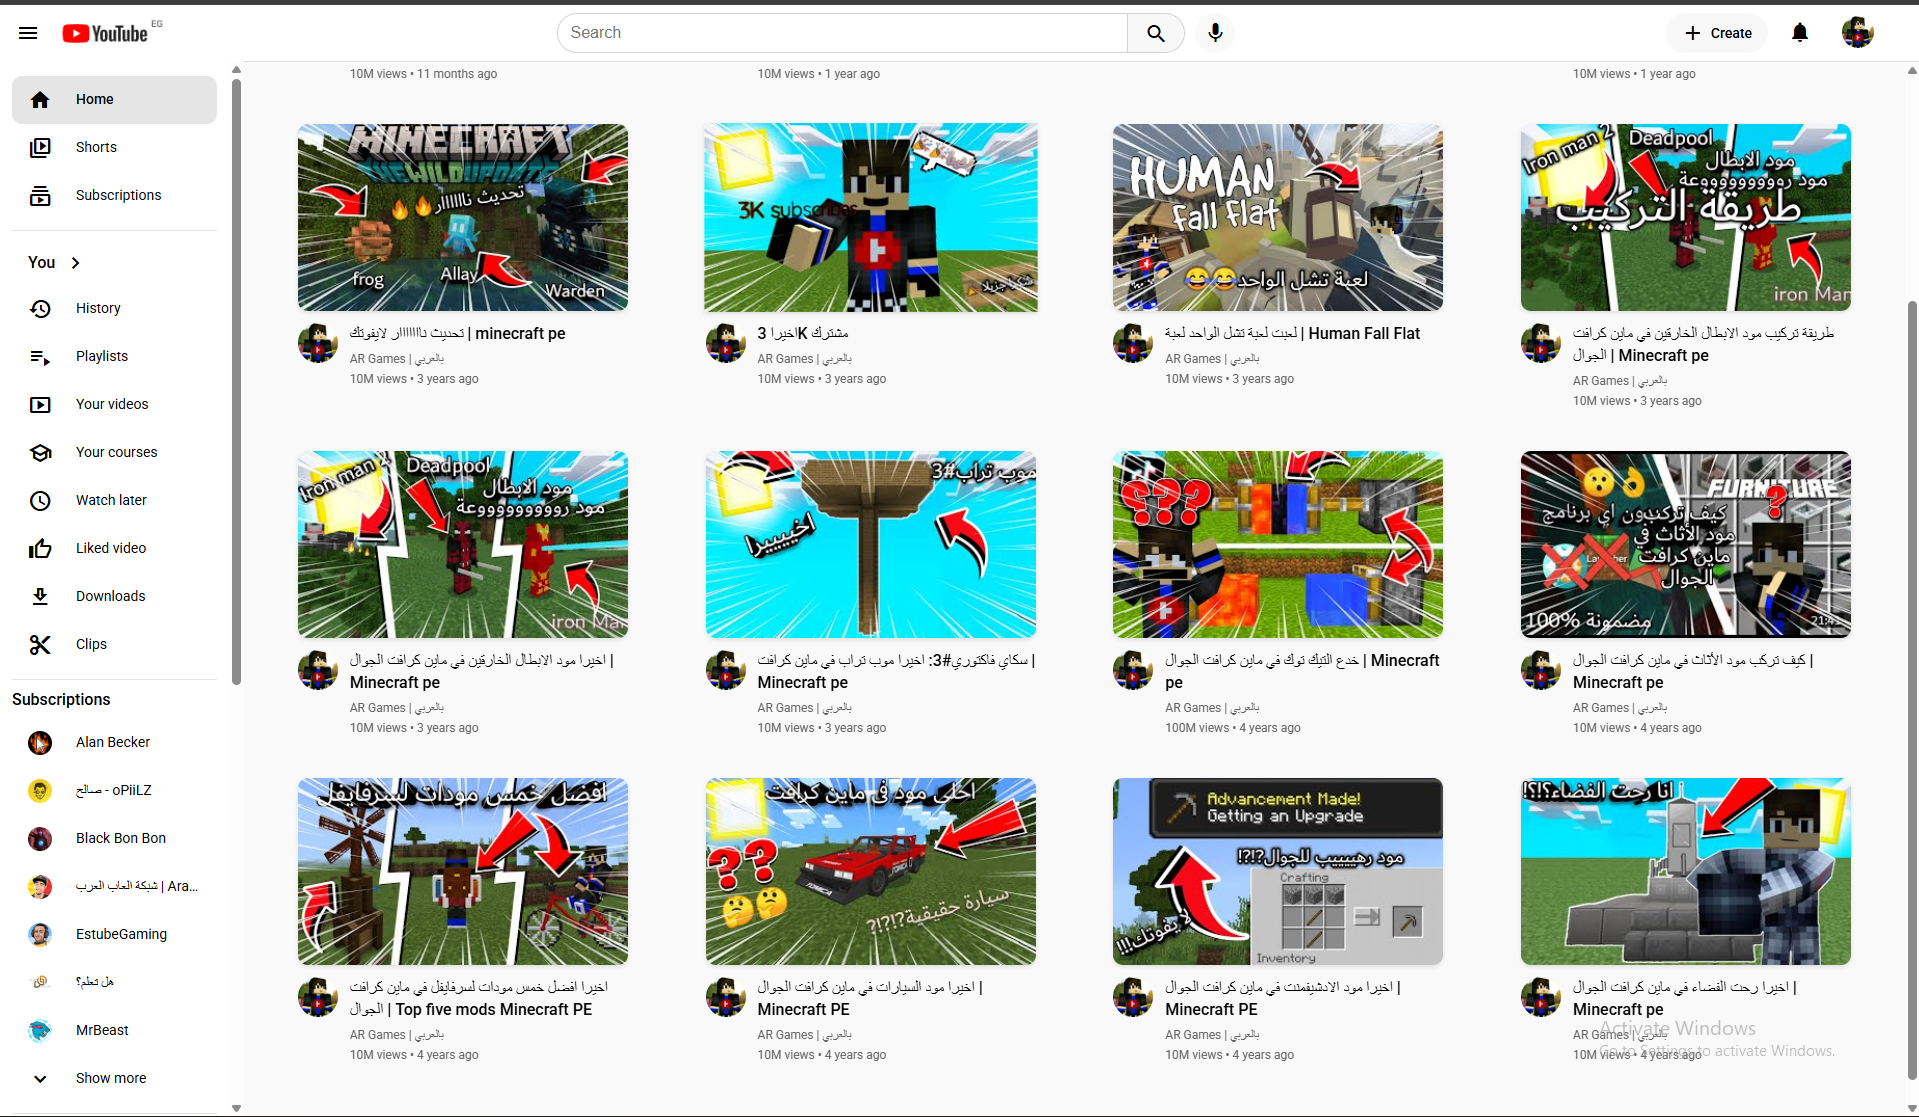 YouTube EG
Search
Create
Home
Shorts
Subscriptions
You
History
Playlists
Your videos
Your courses
Watch later
Liked video
Downloads
Clips
Subscriptions
Alan Becker
صالح - oPiiLZ
Black Bon Bon
شبكة العاب العرب | Ara...
EstubeGaming
هل تعلم؟
MrBeast
Show more
10M views • 11 months ago
10M views • 1 year ago
10M views • 1 year ago
MINECRAFT
THE WILD UPDATE
تحديث نااااار
frog
Allay
Warden
تحديث نااااااار لايفوتك | minecraft pe
AR Games | بالعربي
10M views • 3 years ago
3K subscribes
شكرا جزيلا
اخيرا 3K مشترك
AR Games | بالعربي
10M views • 3 years ago
HUMAN
Fall Flat
لعبة تشل الواحد
لعبت لعبة تشل الواحد لعبة | Human Fall Flat
AR Games | بالعربي
10M views • 3 years ago
Iron man 2
Deadpool
مود الابطال
مود رووووووووعة
طريقة التركيب
iron Man
طريقة تركيب مود الابطال الخارقين في ماين كرافت
الجوال | Minecraft pe
AR Games | بالعربي
10M views • 3 years ago
Iron man 2
Deadpool
مود الابطال
مود رووووووووعة
iron Man
اخيرا مود الابطال الخارقين في ماين كرافت الجوال |
Minecraft pe
AR Games | بالعربي
10M views • 3 years ago
موب تراب#3
اخيييرا
سكاي فاكتوري#3: اخيرا موب تراب في ماين كرافت |
Minecraft pe
AR Games | بالعربي
10M views • 3 years ago
???
خدع التيك توك في ماين كرافت الجوال | Minecraft
pe
AR Games | بالعربي
100M views • 4 years ago
FURNITURE
?
كيف تركبون اي برنامج
مود الأثاث في
ماين كرافت
الجوال
مضمونة 100%
21:41
كيف تركب مود الأثاث في ماين كرافت الجوال |
Minecraft pe
AR Games | بالعربي
10M views • 4 years ago
افضل خمس مودات لسرفايفل
اخيرا افضل خمس مودات لسرفايفل في ماين كرافت
الجوال | Top five mods Minecraft PE
AR Games | بالعربي
10M views • 4 years ago
احلى مود في ماين كرافت
??
TOMICA
سيارة حقيقية?!?!
اخيرا مود السيارات في ماين كرافت الجوال |
Minecraft PE
AR Games | بالعربي
10M views • 4 years ago
Advancement Made!
Getting an Upgrade
مود رهيييييب للجوال?!?!
Crafting
لايفوتك!!!
Inventory
اخيرا مود الادشيفمنت في ماين كرافت الجوال |
Minecraft PE
AR Games | بالعربي
10M views • 4 years ago
انا رحت الفضاء؟!؟!
اخيرا رحت الفضاء في ماين كرافت الجوال |
Minecraft pe
AR Games | بالعربي
10M views • 4 years ago
Activate Windows
Go to Settings to activate Windows.